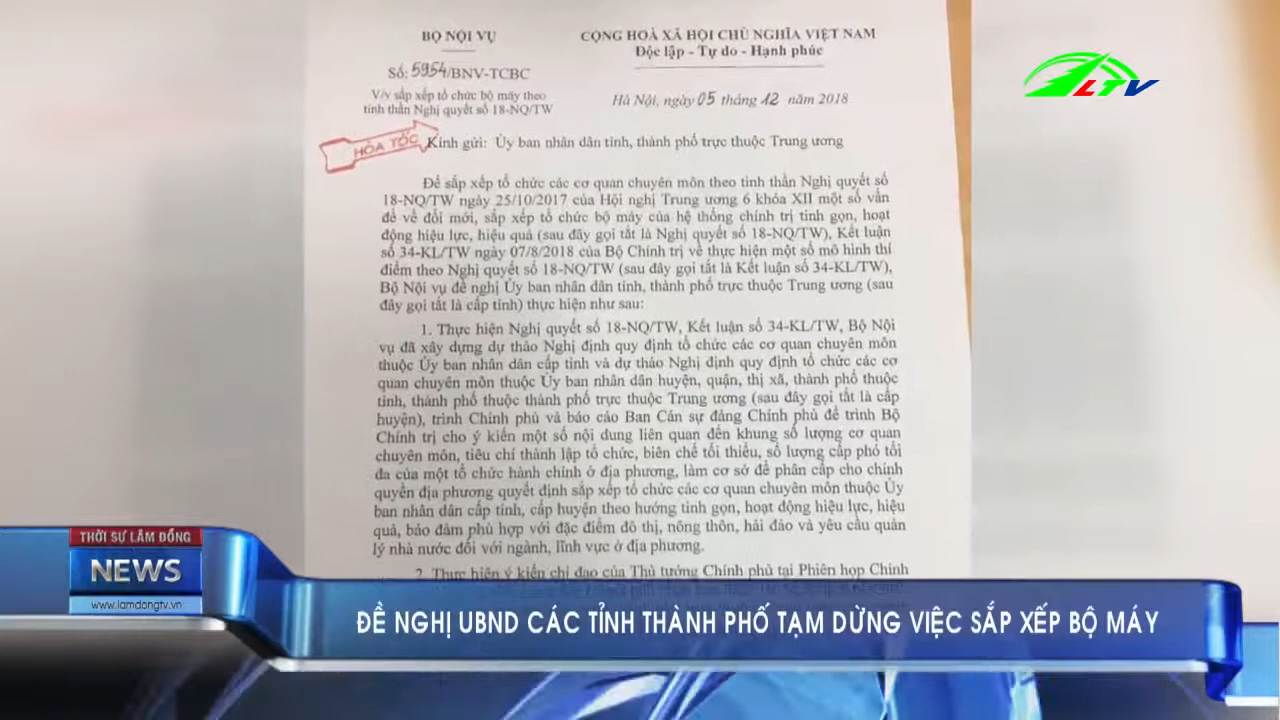 BỘ NỘI VỤ
CỘNG HOÀ XÃ HỘI CHỦ NGHĨA VIỆT NAM
Độc lập - Tự do - Hạnh phúc
Số: 5954/BNV-TCBC
V/v sắp xếp tổ chức bộ máy theo
tinh thần Nghị quyết số 18-NQ/TW
Hà Nội, ngày 05 tháng 12 năm 2018
LTV
HỎA TỐC
Kính gửi: Ủy ban nhân dân tỉnh, thành phố trực thuộc Trung ương
Để sắp xếp tổ chức các cơ quan chuyên môn theo tinh thần Nghị quyết số
18-NQ/TW ngày 25/10/2017 của Hội nghị Trung ương 6 khóa XII một số vấn
đề về đổi mới, sắp xếp tổ chức bộ máy của hệ thống chính trị tinh gọn, hoạt
động hiệu lực, hiệu quả (sau đây gọi tắt là Nghị quyết số 18-NQ/TW), Kết luận
số 34-KL/TW ngày 07/8/2018 của Bộ Chính trị về thực hiện một số mô hình thí
điểm theo Nghị quyết số 18-NQ/TW (sau đây gọi tắt là Kết luận số 34-KL/TW),
Bộ Nội vụ đề nghị Ủy ban nhân dân tỉnh, thành phố trực thuộc Trung ương (sau
đây gọi tắt là cấp tỉnh) thực hiện như sau:
1. Thực hiện Nghị quyết số 18-NQ/TW, Kết luận số 34-KL/TW, Bộ Nội
vụ đã xây dựng dự thảo Nghị định quy định tổ chức các cơ quan chuyên môn
thuộc Ủy ban nhân dân cấp tỉnh và dự thảo Nghị định quy định tổ chức các cơ
quan chuyên môn thuộc Ủy ban nhân dân huyện, quận, thị xã, thành phố thuộc
tỉnh, thành phố thuộc thành phố trực thuộc Trung ương (sau đây gọi tắt là cấp
huyện), trình Chính phủ và báo cáo Ban Cán sự đảng Chính phủ để trình Bộ
Chính trị cho ý kiến một số nội dung liên quan đến khung số lượng cơ quan
chuyên môn, tiêu chí thành lập tổ chức, biên chế tối thiểu, số lượng cấp phó tối
đa của một tổ chức hành chính ở địa phương, làm cơ sở để phân cấp cho chính
quyền địa phương quyết định sắp xếp tổ chức các cơ quan chuyên môn thuộc Ủy
ban nhân dân cấp tỉnh, cấp huyện theo hướng tinh gọn, hoạt động hiệu lực, hiệu
quả, bảo đảm phù hợp với đặc điểm đô thị, nông thôn, hải đảo và yêu cầu quản
lý nhà nước đối với ngành, lĩnh vực ở địa phương.
2. Thực hiện ý kiến chỉ đạo của Thủ tướng Chính phủ tại Phiên họp Chính
THỜI SỰ LÂM ĐỒNG
NEWS
www.lamdongtv.vn
ĐỀ NGHỊ UBND CÁC TỈNH THÀNH PHỐ TẠM DỪNG VIỆC SẮP XẾP BỘ MÁY